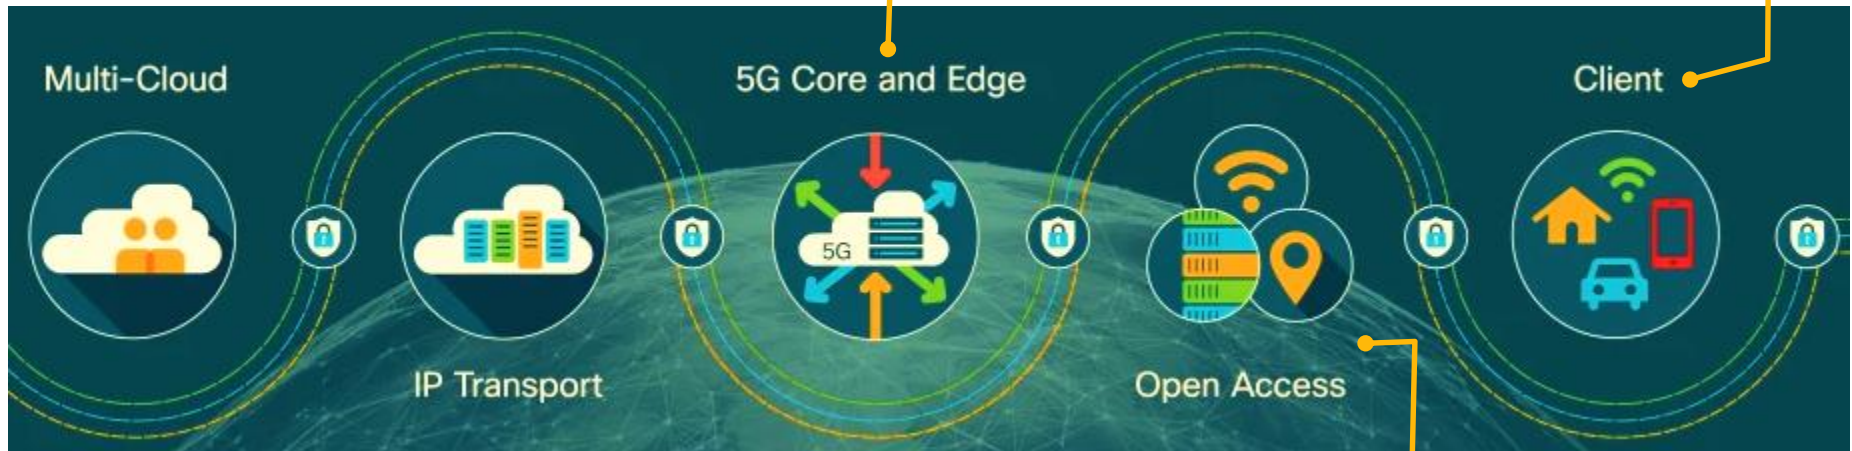 Multi-Cloud
5G Core and Edge
Client
5G
IP Transport
Open Access